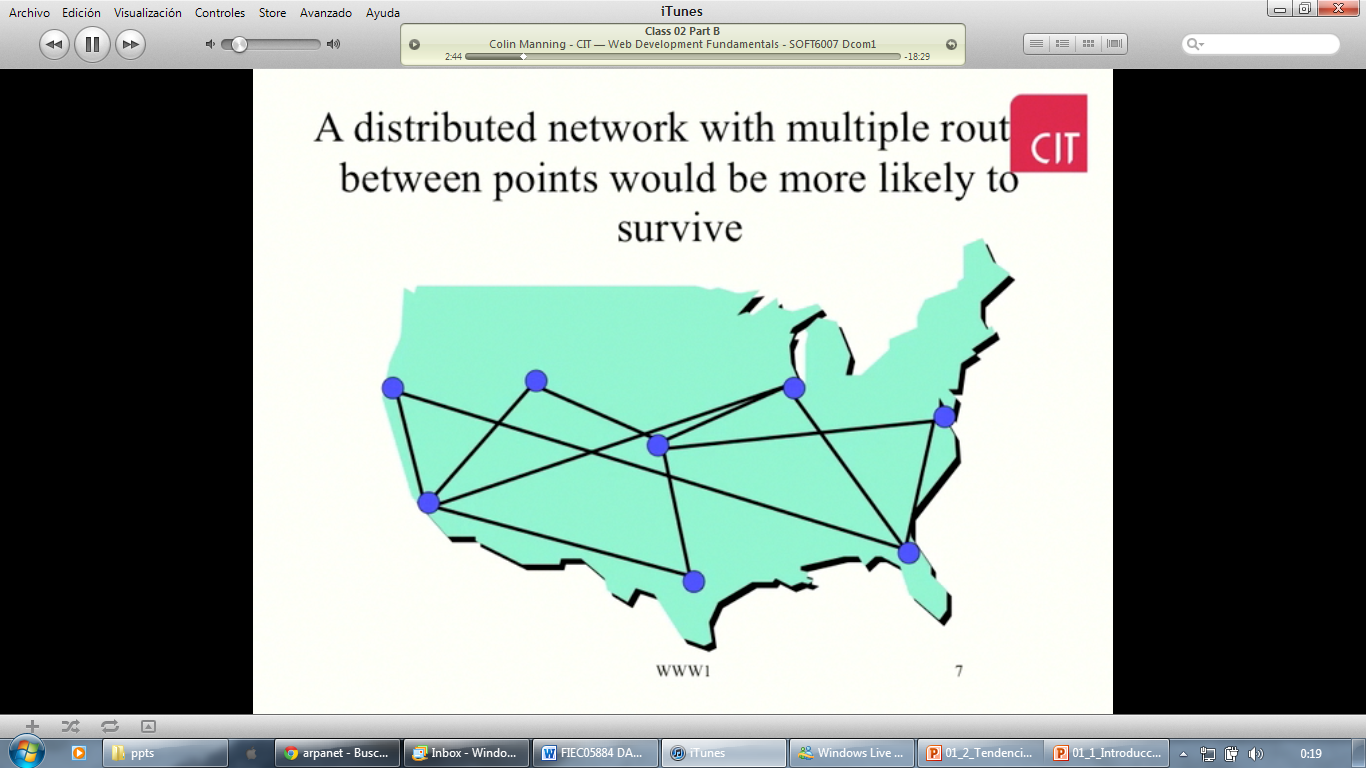 iTunes
Archivo Edición Visualización Controles Store Avanzado Ayuda
Class 02 Part B
Colin Manning - CIT — Web Development Fundamentals - SOFT6007 Dcom1
2:44 -18:29
A distributed network with multiple rout
CIT
between points would be more likely to
survive
WWW1 7
ppts arpanet - Busc... Inbox - Windo... FIEC05884 DA... iTunes Windows Live ... 01_2_Tendenci... 01_1_Introducc... 0:19